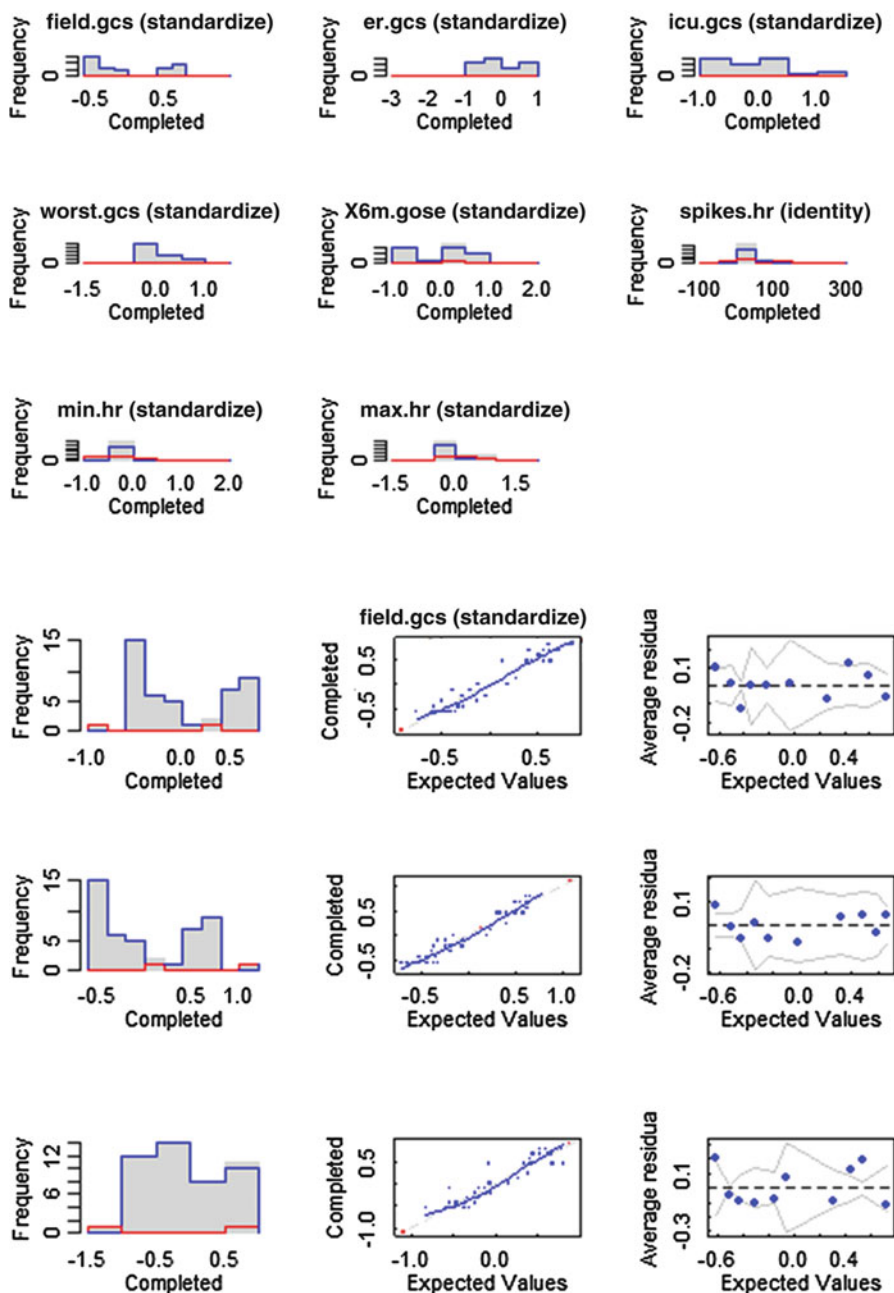 field.gcs (standardize) er.gcs (standardize) icu.gcs (standardize)
Frequency 0 Frequency 0 Frequency 0
-0.5 0.5 -3 -2 -1 0 1 -1.0 0.0 1.0
Completed Completed Completed
worst.gcs (standardize) X6m.gose (standardize) spikes.hr (identity)
Frequency 0 Frequency 0 Frequency 0
-1.5 0.0 1.0 -1.0 0.0 1.0 2.0 -100 100 300
Completed Completed Completed
min.hr (standardize) max.hr (standardize)
Frequency 0 Frequency 0
-1.0 0.0 1.0 2.0 -1.5 0.0 1.5
Completed Completed
field.gcs (standardize)
Frequency 0 5 15 Completed -0.5 0.5 Average residua -0.2 0.1
-1.0 0.0 0.5 -0.5 0.5 -0.6 0.0 0.4
Completed Expected Values Expected Values
Frequency 0 5 15 Completed -0.5 0.5 Average residua -0.2 0.1
-0.5 0.5 1.0 -0.5 0.5 1.0 -0.6 0.0 0.4
Completed Expected Values Expected Values
Frequency 0 6 12 Completed -1.0 0.5 Average residua -0.3 0.1
-1.5 -0.5 0.5 -1.0 0.0 -0.6 0.0 0.4
Completed Expected Values Expected Values